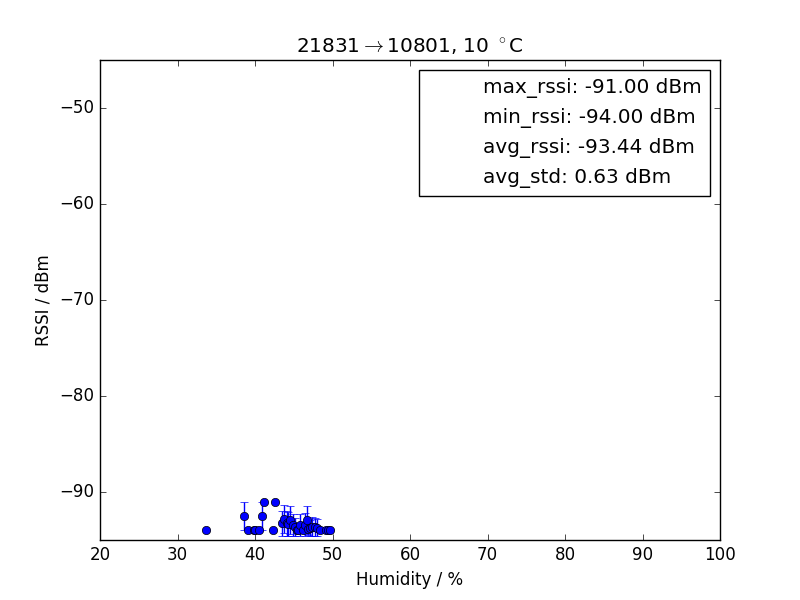 21831→10801, 10 °C
max_rssi: -91.00 dBm
min_rssi: -94.00 dBm
avg_rssi: -93.44 dBm
avg_std: 0.63 dBm
RSSI / dBm
−50
−60
−70
−80
−90
20 30 40 50 60 70 80 90 100
Humidity / %